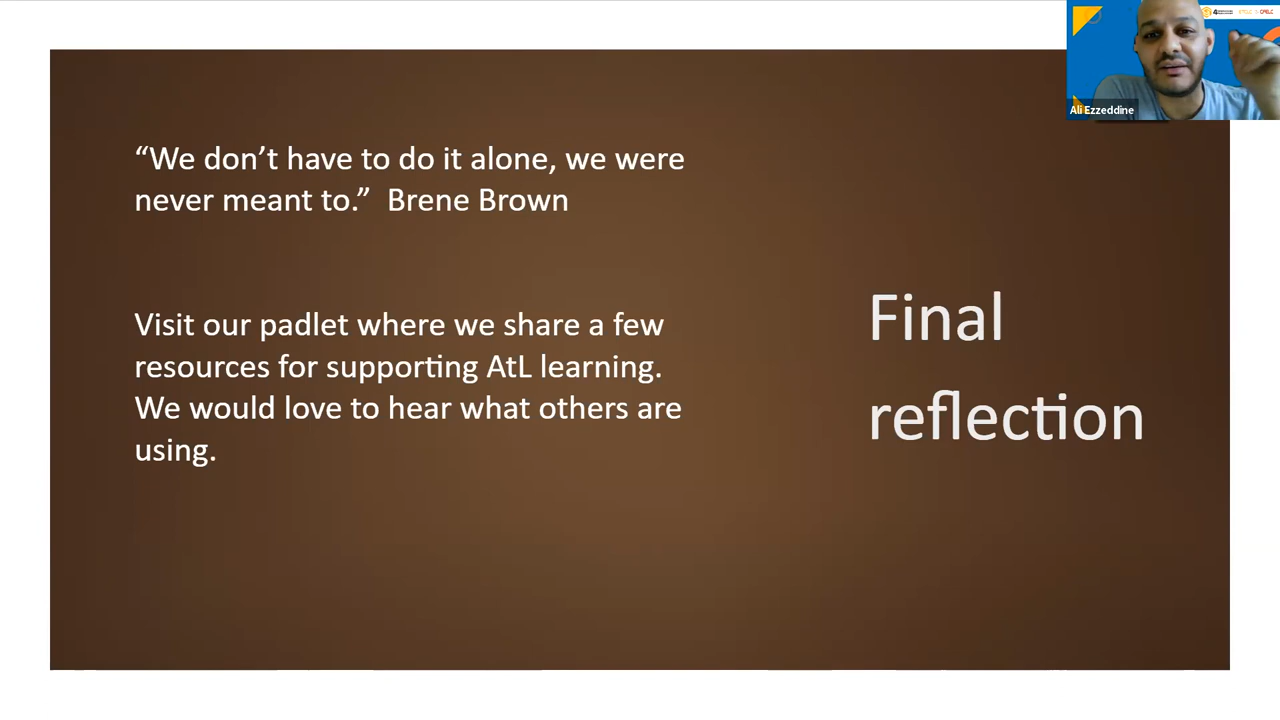 “We don’t have to do it alone, we were
never meant to.” Brene Brown
Visit our padlet where we share a few
resources for supporting AtL learning.
We would love to hear what others are
using.
Final
reflection
Ali Ezzeddine